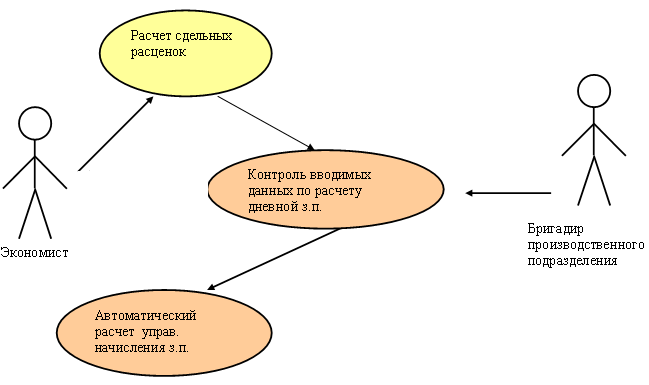 Расчет сдельных
расценок
Контроль вводимых
данных по расчету
дневной з.п.
Экономист
Бригадир
производственного
подразделения
Автоматический
расчет управ.
начисления з.п.